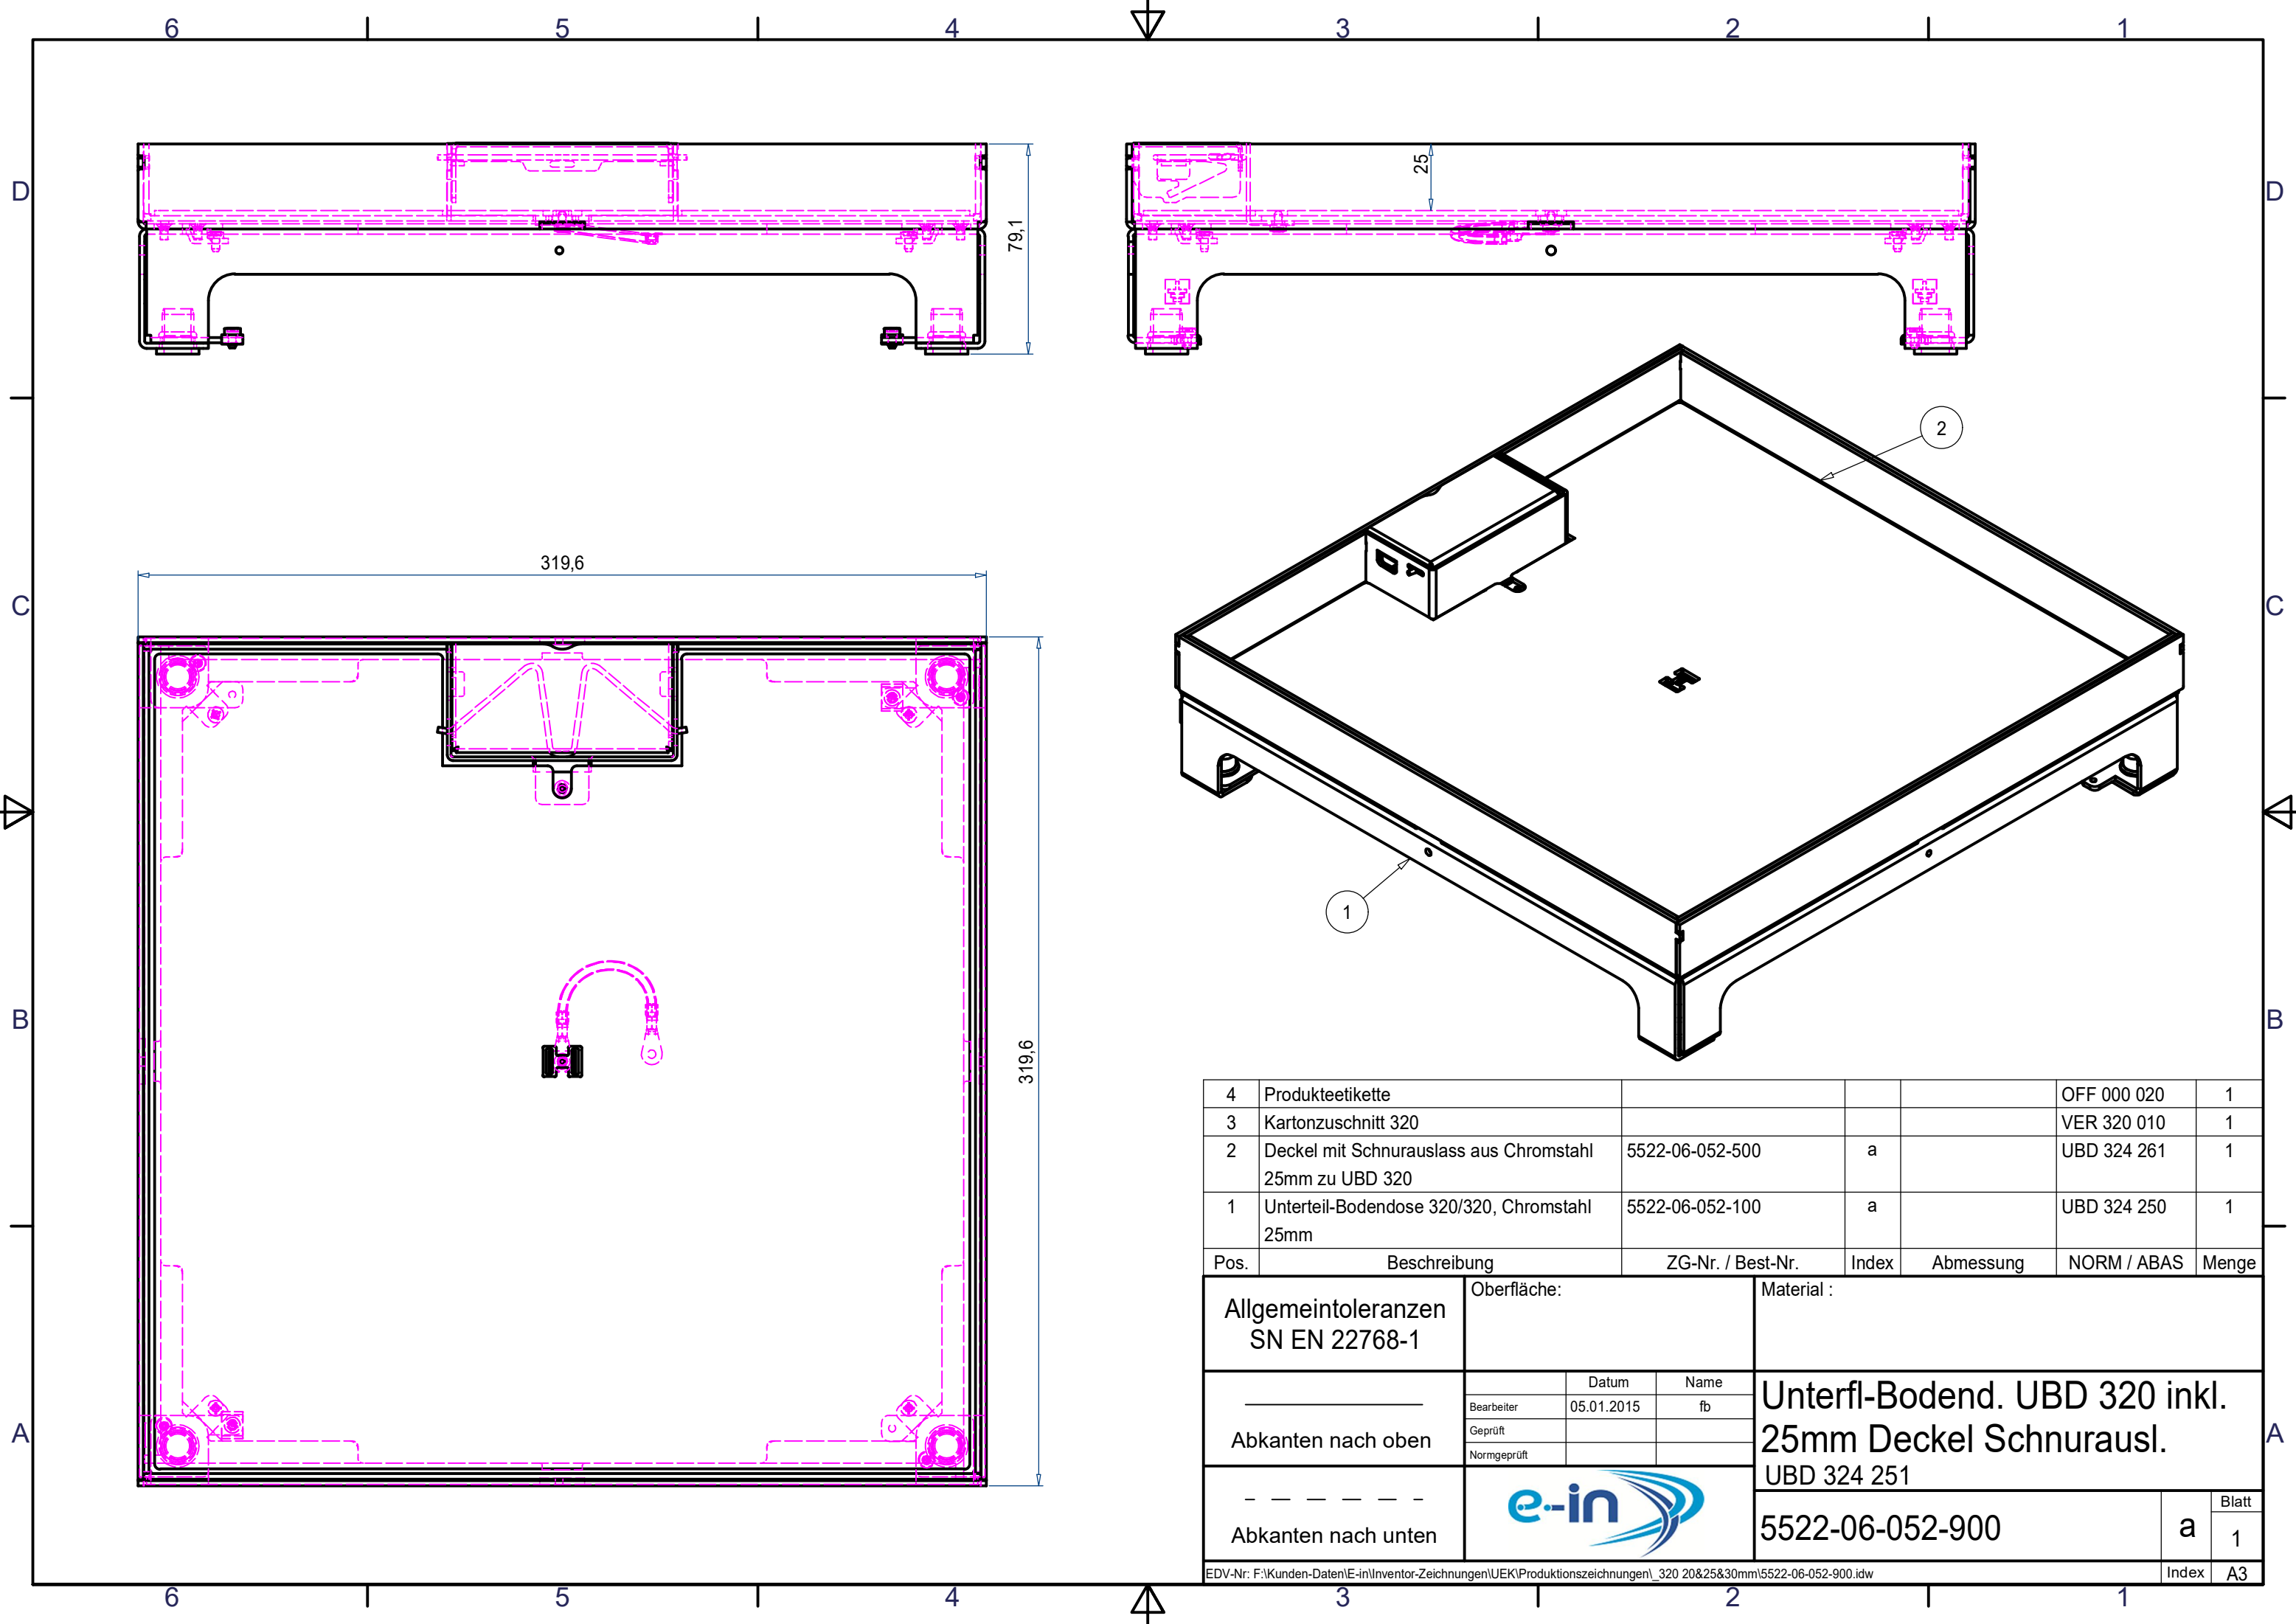 6 5 4 3 2 1
D D
79,1
25
2
319,6
C C
1
319,6
B B
4 Produkteetikette OFF 000 020 1
3 Kartonzuschnitt 320 VER 320 010 1
2 Deckel mit Schnurauslass aus Chromstahl 5522-06-052-500 a UBD 324 261 1
25mm zu UBD 320
1 Unterteil-Bodendose 320/320, Chromstahl 5522-06-052-100 a UBD 324 250 1
25mm
Pos. Beschreibung ZG-Nr. / Best-Nr. Index Abmessung NORM / ABAS Menge
Allgemeintoleranzen
SN EN 22768-1
Oberfläche:
Material :
Abkanten nach oben
Abkanten nach unten
Datum Name
Bearbeiter 05.01.2015 fb
Geprüft
Normgeprüft
e-in
Unterfl-Bodend. UBD 320 inkl.
25mm Deckel Schnurausl.
UBD 324 251
5522-06-052-900
a
Blatt
1
A A
EDV-Nr: F:\Kunden-Daten\E-in\Inventor-Zeichnungen\UEK\Produktionszeichnungen\_320 20&25&30mm\5522-06-052-900.idw
Index A3
6 5 4 3 2 1